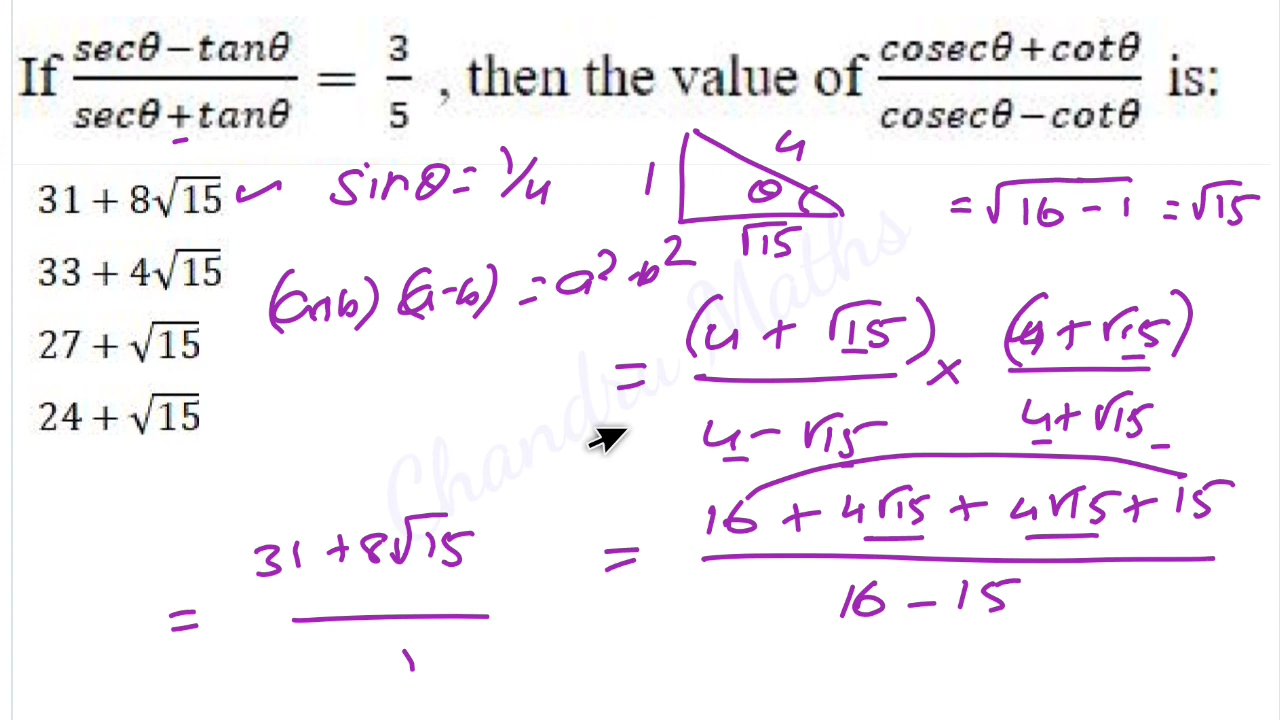 If (secθ−tanθ)/(secθ+tanθ) = 3/5 , then the value of (cosecθ+cotθ)/(cosecθ−cotθ) is:
31 + 8√15 ✓
33 + 4√15
27 + √15
24 + √15
sinθ = 1/4
1 4 θ √15
= √16 - 1 = √15
(a+b) (a-b) = a² - b²
= (4 + √15)/(4 - √15) × (4 + √15)/(4 + √15)
= (16 + 4√15 + 4√15 + 15)/(16 - 15)
= (31 + 8√15)/1
Chandru Maths